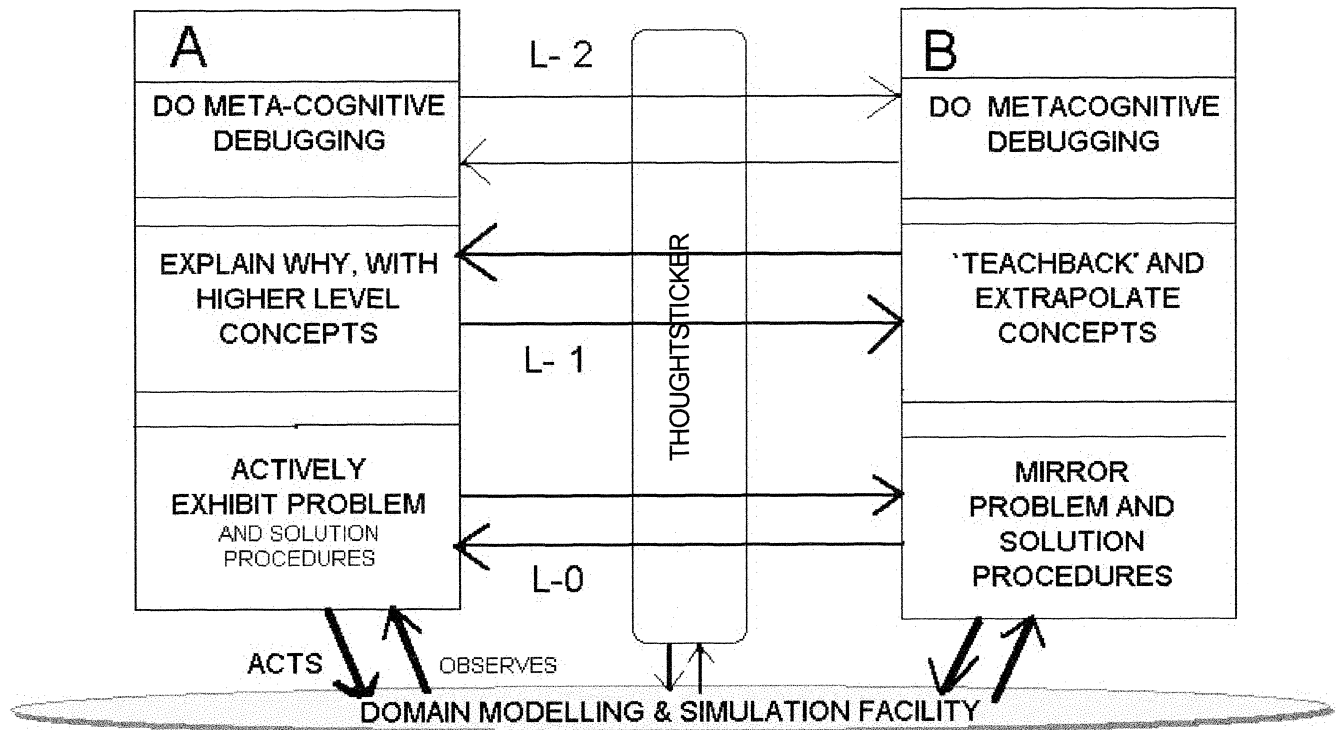 A
L- 2
B
DO META-COGNITIVE
DEBUGGING
DO METACOGNITIVE
DEBUGGING
EXPLAIN WHY, WITH
HIGHER LEVEL
CONCEPTS
THOUGHTSTICKER
'TEACHBACK' AND
EXTRAPOLATE
CONCEPTS
L- 1
ACTIVELY
EXHIBIT PROBLEM
AND SOLUTION
PROCEDURES
MIRROR
PROBLEM AND
SOLUTION
PROCEDURES
L-0
ACTS
OBSERVES
DOMAIN MODELLING & SIMULATION FACILITY